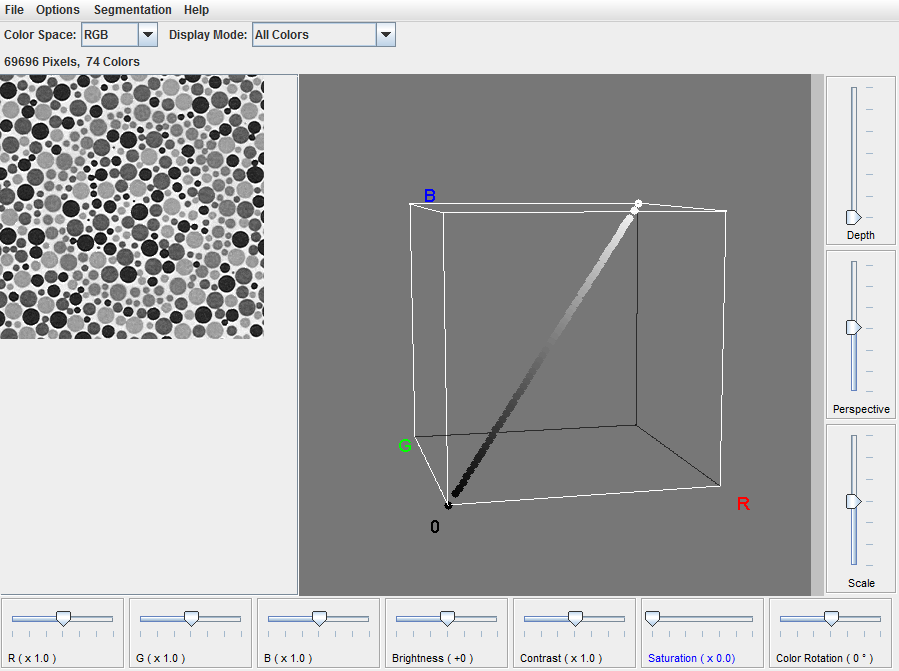 File Options Segmentation Help
Color Space: RGB Display Mode: All Colors
69696 Pixels, 74 Colors
B
G
R
0
Depth
Perspective
Scale
R ( x 1.0 ) G ( x 1.0 ) B ( x 1.0 ) Brightness ( +0 ) Contrast ( x 1.0 ) Saturation ( x 0.0) Color Rotation ( 0 ° )